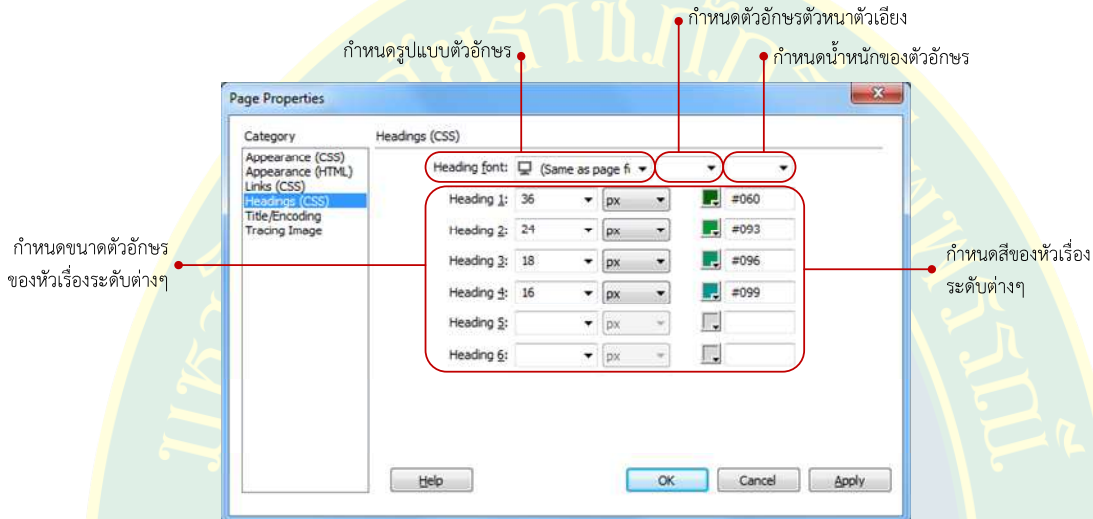 กำหนดตัวอักษรตัวหนาตัวเอียง
กำหนดรูปแบบตัวอักษร
กำหนดน้ำหนักของตัวอักษร
Page Properties
Category
Headings (CSS)
Appearance (CSS)
Appearance (HTML)
Links (CSS)
Headings (CSS)
Title/Encoding
Tracing Image
Heading font: (Same as page fi
Heading 1: 36 px #060
Heading 2: 24 px #093
Heading 3: 18 px #096
Heading 4: 16 px #099
Heading 5: px
Heading 6: px
กำหนดขนาดตัวอักษร
ของหัวเรื่องระดับต่างๆ
กำหนดสีของหัวเรื่อง
ระดับต่างๆ
Help OK Cancel Apply